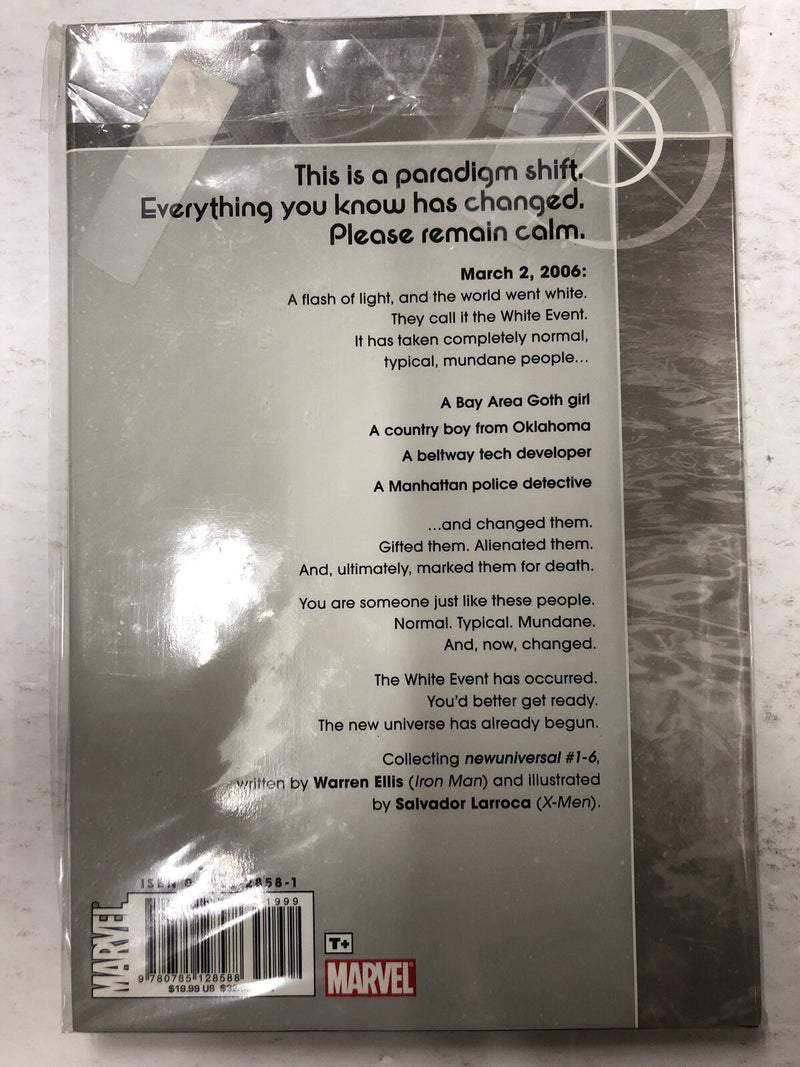 This is a paradigm shift.
Everything you know has changed.
Please remain calm.
March 2, 2006:
A flash of light, and the world went white.
They call it the White Event.
It has taken completely normal,
typical, mundane people...
A Bay Area Goth girl
A country boy from Oklahoma
A beltway tech developer
A Manhattan police detective
...and changed them.
Gifted them. Alienated them.
And, ultimately, marked them for death.
You are someone just like these people.
Normal. Typical. Mundane.
And, now, changed.
The White Event has occurred.
You'd better get ready.
The new universe has already begun.
Collecting newuniversal #1-6,
written by Warren Ellis (Iron Man) and illustrated
by Salvador Larroca (X-Men).
ISBN 2858-1
1999
MARVEL
9 780785 128588
$19.99 US
T+
MARVEL